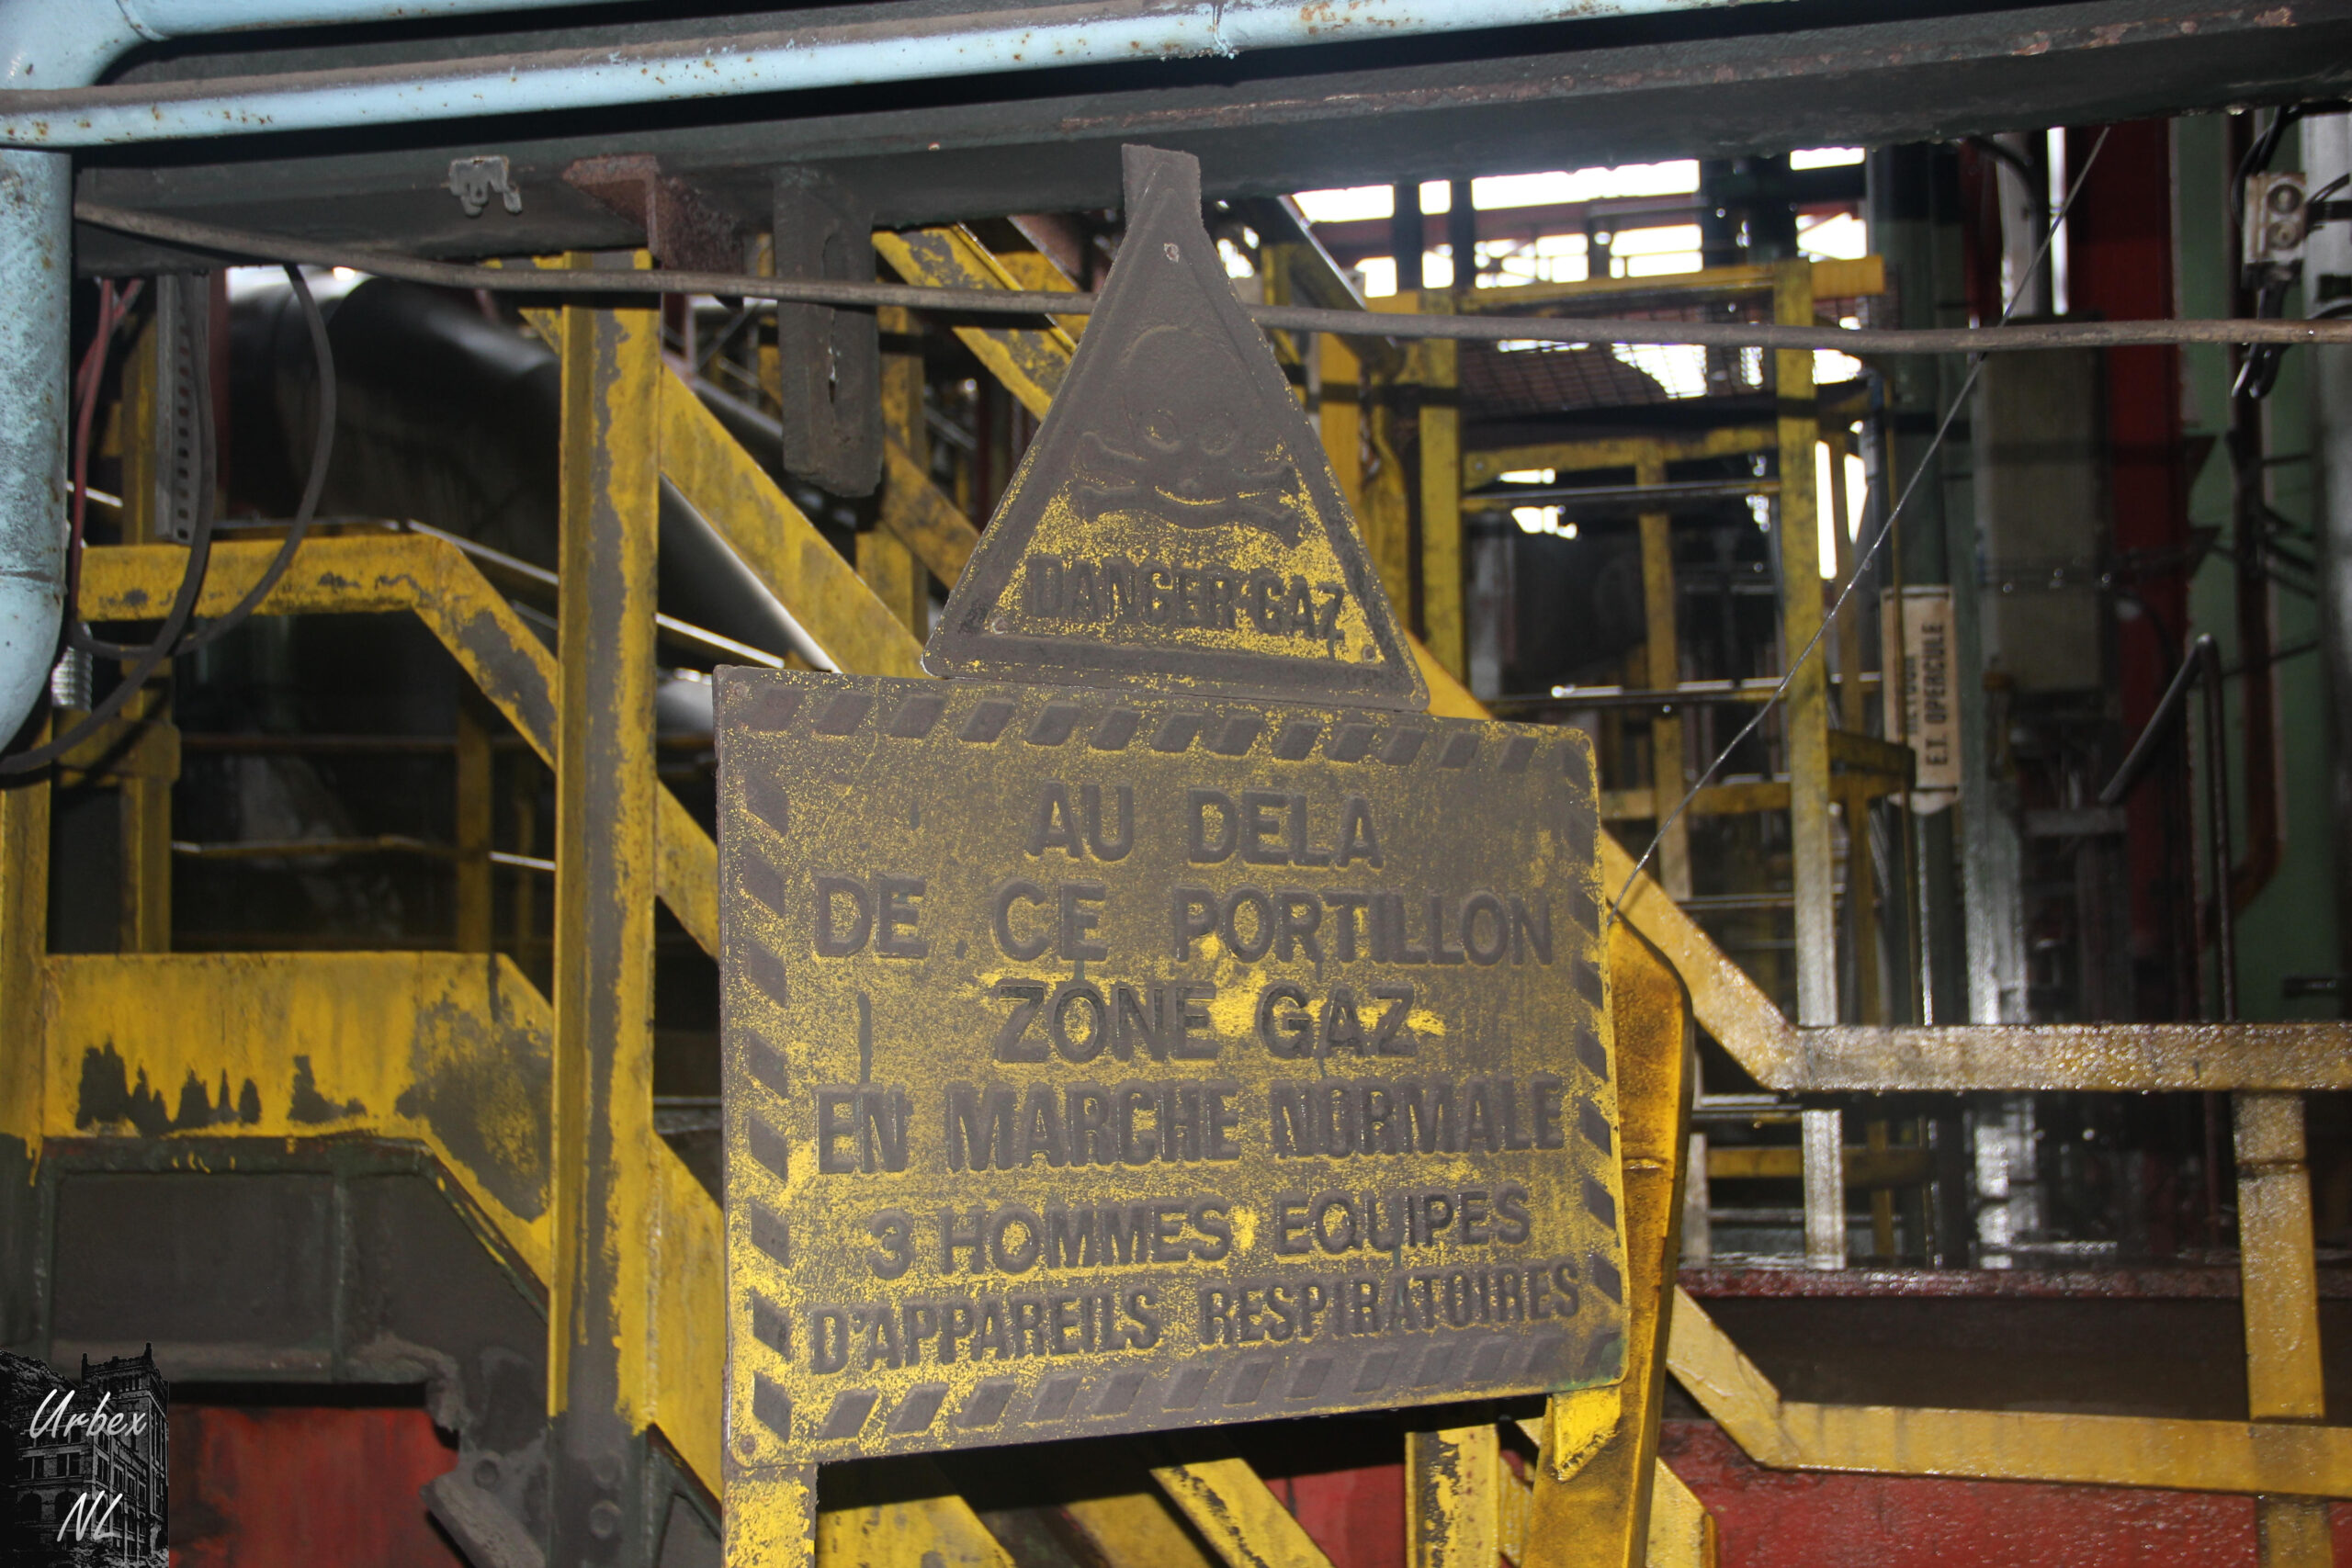 DANGER GAZ
AU DELA
DE CE PORTILLON
ZONE GAZ
EN MARCHE NORMALE
3 HOMMES EQUIPES
D'APPAREILS RESPIRATOIRES
E.T. OPERCULE
Urbex
NL